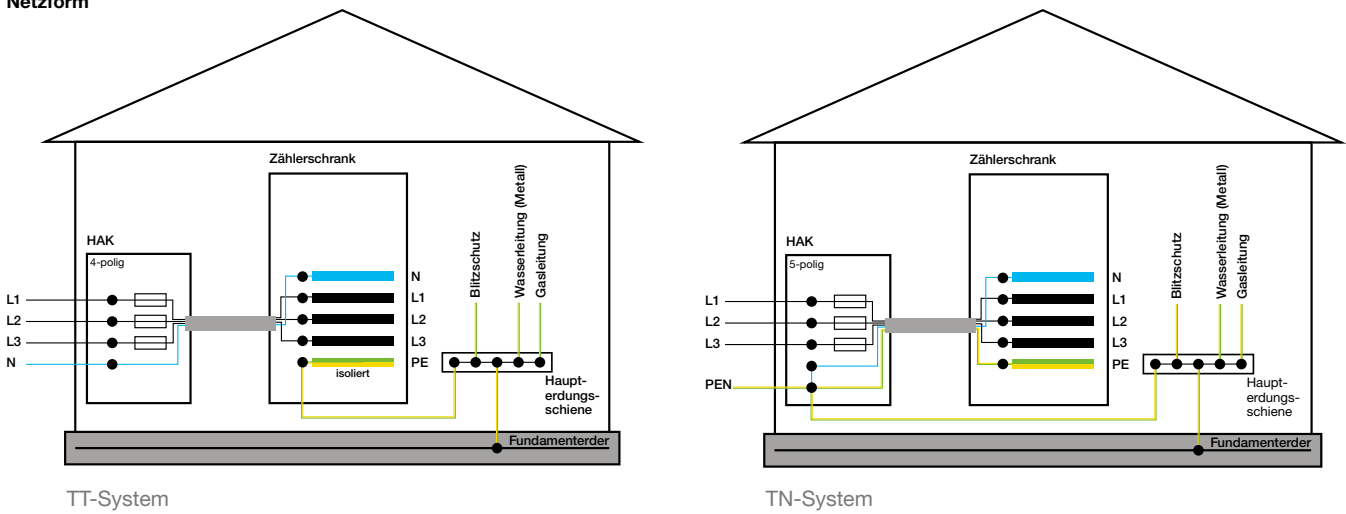 Netzform
Zählerschrank
HAK
4-polig
L1
L2
L3
N
N
L1
L2
L3
PE
isoliert
Blitzschutz
Wasserleitung (Metall)
Gasleitung
Haupt-
erdungs-
schiene
Fundamenterder
TT-System
Zählerschrank
HAK
5-polig
L1
L2
L3
PEN
N
L1
L2
L3
PE
Blitzschutz
Wasserleitung (Metall)
Gasleitung
Haupt-
erdungs-
schiene
Fundamenterder
TN-System